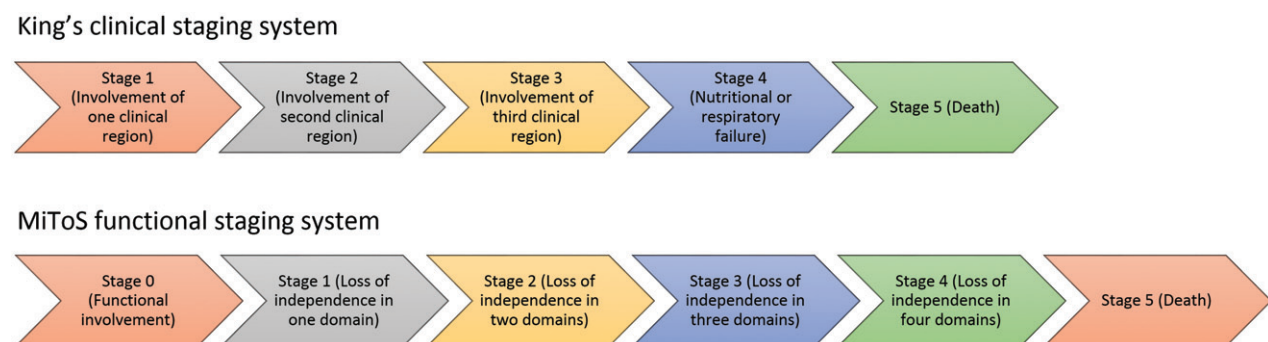 King's clinical staging system
Stage 1
(Involvement of
one clinical
region)
Stage 2
(Involvement of
second clinical
region)
Stage 3
(Involvement of
third clinical
region)
Stage 4
(Nutritional or
respiratory
failure)
Stage 5 (Death)
MiToS functional staging system
Stage 0
(Functional
involvement)
Stage 1 (Loss of
independence in
one domain)
Stage 2 (Loss of
independence in
two domains)
Stage 3 (Loss of
independence in
three domains)
Stage 4 (Loss of
independence in
four domains)
Stage 5 (Death)